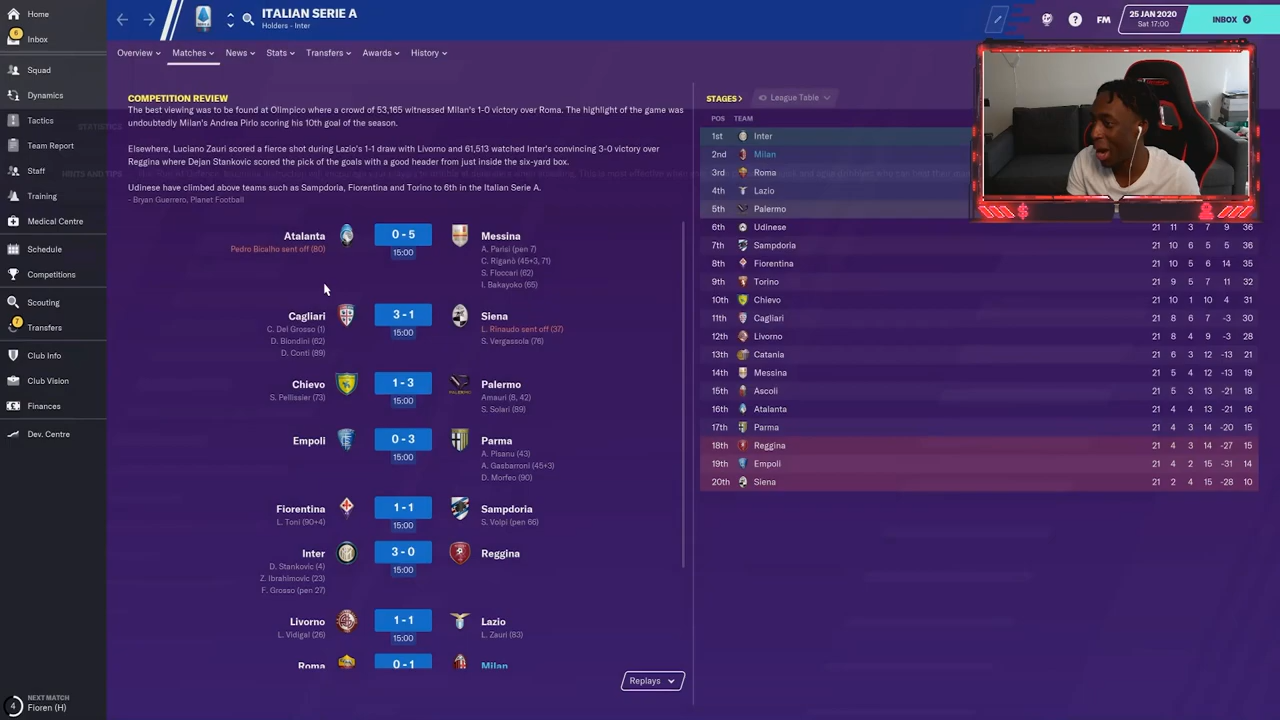 Home
6
Inbox
Squad
Dynamics
Tactics
Team Report
Staff
Training
Medical Centre
Schedule
Competitions
Scouting
7
Transfers
Club Info
Club Vision
Finances
Dev. Centre
4
NEXT MATCH
Fioren (H)
ITALIAN SERIE A
Holders - Inter
FM
25 JAN 2020
Sat 17:00
INBOX
Overview
Matches
News
Stats
Transfers
Awards
History
COMPETITION REVIEW
The best viewing was to be found at Olimpico where a crowd of 53,165 witnessed Milan's 1-0 victory over Roma. The highlight of the game was
undoubtedly Milan's Andrea Pirlo scoring his 10th goal of the season.
Elsewhere, Luciano Zauri scored a fierce shot during Lazio's 1-1 draw with Livorno and 61,513 watched Inter's convincing 3-0 victory over
Reggina where Dejan Stankovic scored the pick of the goals with a good header from just inside the six-yard box.
Udinese have climbed above teams such as Sampdoria, Fiorentina and Torino to 6th in the Italian Serie A.
- Bryan Guerrero, Planet Football
Atalanta 0 - 5 Messina
Pedro Bicalho sent off (80) 15:00 A. Parisi (pen 7)
C. Riganò (45+3, 71)
S. Floccari (62)
I. Bakayoko (65)
Cagliari 3 - 1 Siena
C. Del Grosso (1) 15:00 L. Rinaudo sent off (37)
D. Biondini (62) S. Vergassola (76)
D. Conti (89)
Chievo 1 - 3 PALERMO Palermo
S. Pellissier (73) 15:00 Amauri (8, 42)
S. Solari (89)
Empoli 0 - 3 Parma
15:00 A. Pisanu (43)
A. Gasbarroni (45+3)
D. Morfeo (90)
Fiorentina 1 - 1 Sampdoria
L. Toni (90+4) 15:00 S. Volpi (pen 66)
Inter 3 - 0 Reggina
D. Stankovic (4) 15:00
Z. Ibrahimovic (23)
F. Grosso (pen 27)
Livorno 1 - 1 Lazio
L. Vidigal (26) 15:00 L. Zauri (83)
Roma 0 - 1 Milan
Replays
STAGES
League Table
POS TEAM
1st Inter
2nd Milan
3rd Roma
4th Lazio
5th Palermo
6th Udinese 21 11 3 7 9 36
7th Sampdoria 21 10 6 5 5 36
8th Fiorentina 21 10 5 6 14 35
9th Torino 21 9 5 7 11 32
10th Chievo 21 10 1 10 4 31
11th Cagliari 21 8 6 7 -3 30
12th Livorno 21 8 4 9 -3 28
13th Catania 21 6 3 12 -13 21
14th Messina 21 5 4 12 -13 19
15th Ascoli 21 5 3 13 -21 18
16th Atalanta 21 4 4 13 -21 16
17th Parma 21 4 3 14 -20 15
18th Reggina 21 4 3 14 -27 15
19th Empoli 21 4 2 15 -31 14
20th Siena 21 2 4 15 -28 10